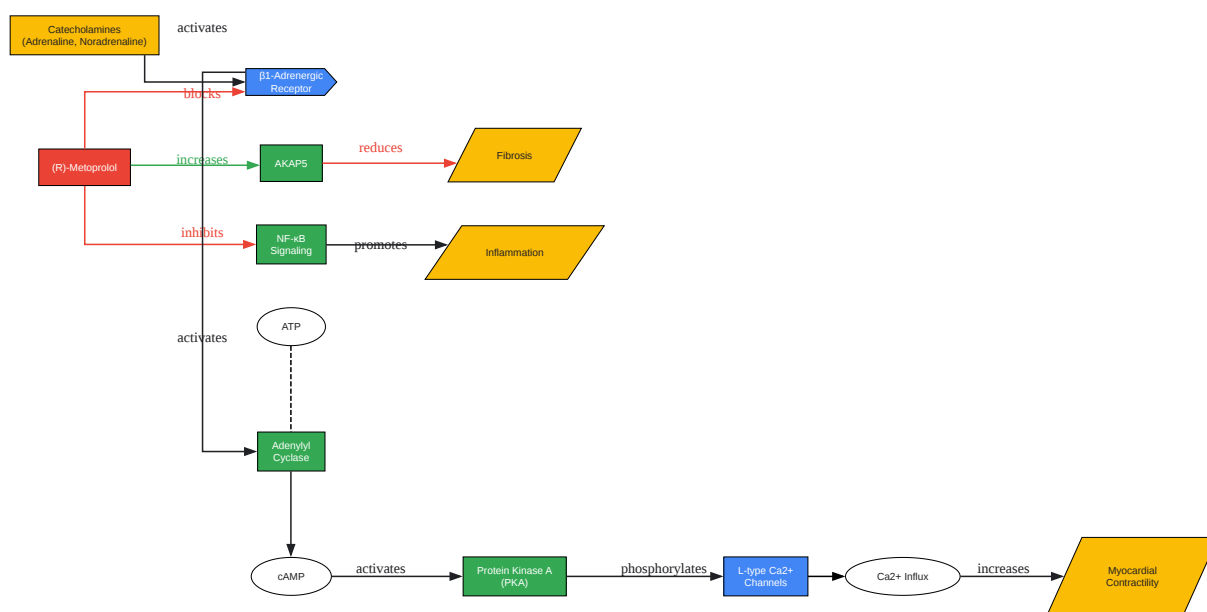 Catecholamines
(Adrenaline, Noradrenaline)
activates
β1-Adrenergic
Receptor
blocks
(R)-Metoprolol
increases
AKAP5
reduces
Fibrosis
inhibits
NF-κB
Signaling
promotes
Inflammation
ATP
activates
Adenylyl
Cyclase
cAMP
activates
Protein Kinase A
(PKA)
phosphorylates
L-type Ca2+
Channels
Ca2+ Influx
increases
Myocardial
Contractility